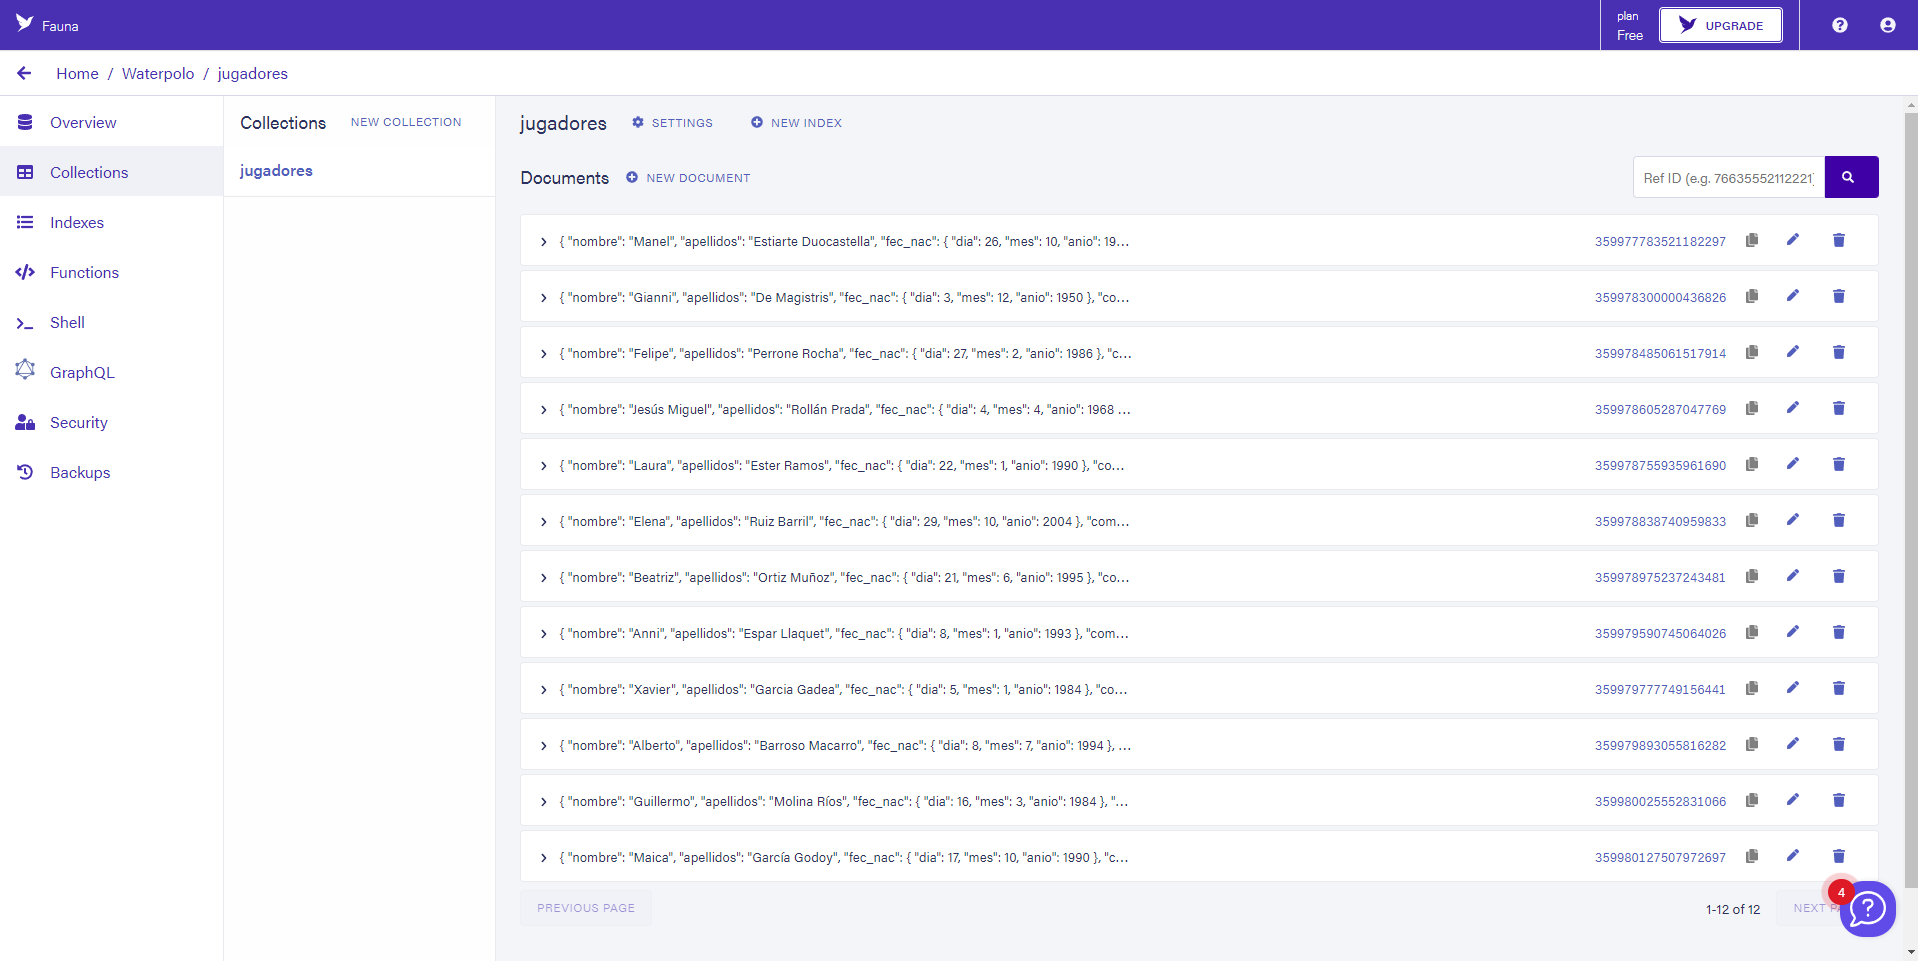 Fauna
plan
Free
UPGRADE
Home / Waterpolo / jugadores
Overview
Collections
Indexes
Functions
Shell
GraphQL
Security
Backups
Collections NEW COLLECTION
jugadores
jugadores SETTINGS NEW INDEX
Documents NEW DOCUMENT
Ref ID (e.g. 76635552112221)
{ "nombre": "Manel", "apellidos": "Estiarte Duocastella", "fec_nac": { "dia": 26, "mes": 10, "anio": 19... 359977783521182297
{ "nombre": "Gianni", "apellidos": "De Magistris", "fec_nac": { "dia": 3, "mes": 12, "anio": 1950 }, "co... 359978300000436826
{ "nombre": "Felipe", "apellidos": "Perrone Rocha", "fec_nac": { "dia": 27, "mes": 2, "anio": 1986 }, "c... 359978485061517914
{ "nombre": "Jesús Miguel", "apellidos": "Rollán Prada", "fec_nac": { "dia": 4, "mes": 4, "anio": 1968 ... 359978605287047769
{ "nombre": "Laura", "apellidos": "Ester Ramos", "fec_nac": { "dia": 22, "mes": 1, "anio": 1990 }, "co... 359978755935961690
{ "nombre": "Elena", "apellidos": "Ruiz Barril", "fec_nac": { "dia": 29, "mes": 10, "anio": 2004 }, "com... 359978838740959833
{ "nombre": "Beatriz", "apellidos": "Ortiz Muñoz", "fec_nac": { "dia": 21, "mes": 6, "anio": 1995 }, "co... 359978975237243481
{ "nombre": "Anni", "apellidos": "Espar Llaquet", "fec_nac": { "dia": 8, "mes": 1, "anio": 1993 }, "com... 359979590745064026
{ "nombre": "Xavier", "apellidos": "Garcia Gadea", "fec_nac": { "dia": 5, "mes": 1, "anio": 1984 }, "co... 359979777749156441
{ "nombre": "Alberto", "apellidos": "Barroso Macarro", "fec_nac": { "dia": 8, "mes": 7, "anio": 1994 }, ... 359979893055816282
{ "nombre": "Guillermo", "apellidos": "Molina Ríos", "fec_nac": { "dia": 16, "mes": 3, "anio": 1984 }, "... 359980025552831066
{ "nombre": "Maica", "apellidos": "García Godoy", "fec_nac": { "dia": 17, "mes": 10, "anio": 1990 }, "c... 359980127507972697
PREVIOUS PAGE
1-12 of 12
NEXT
4